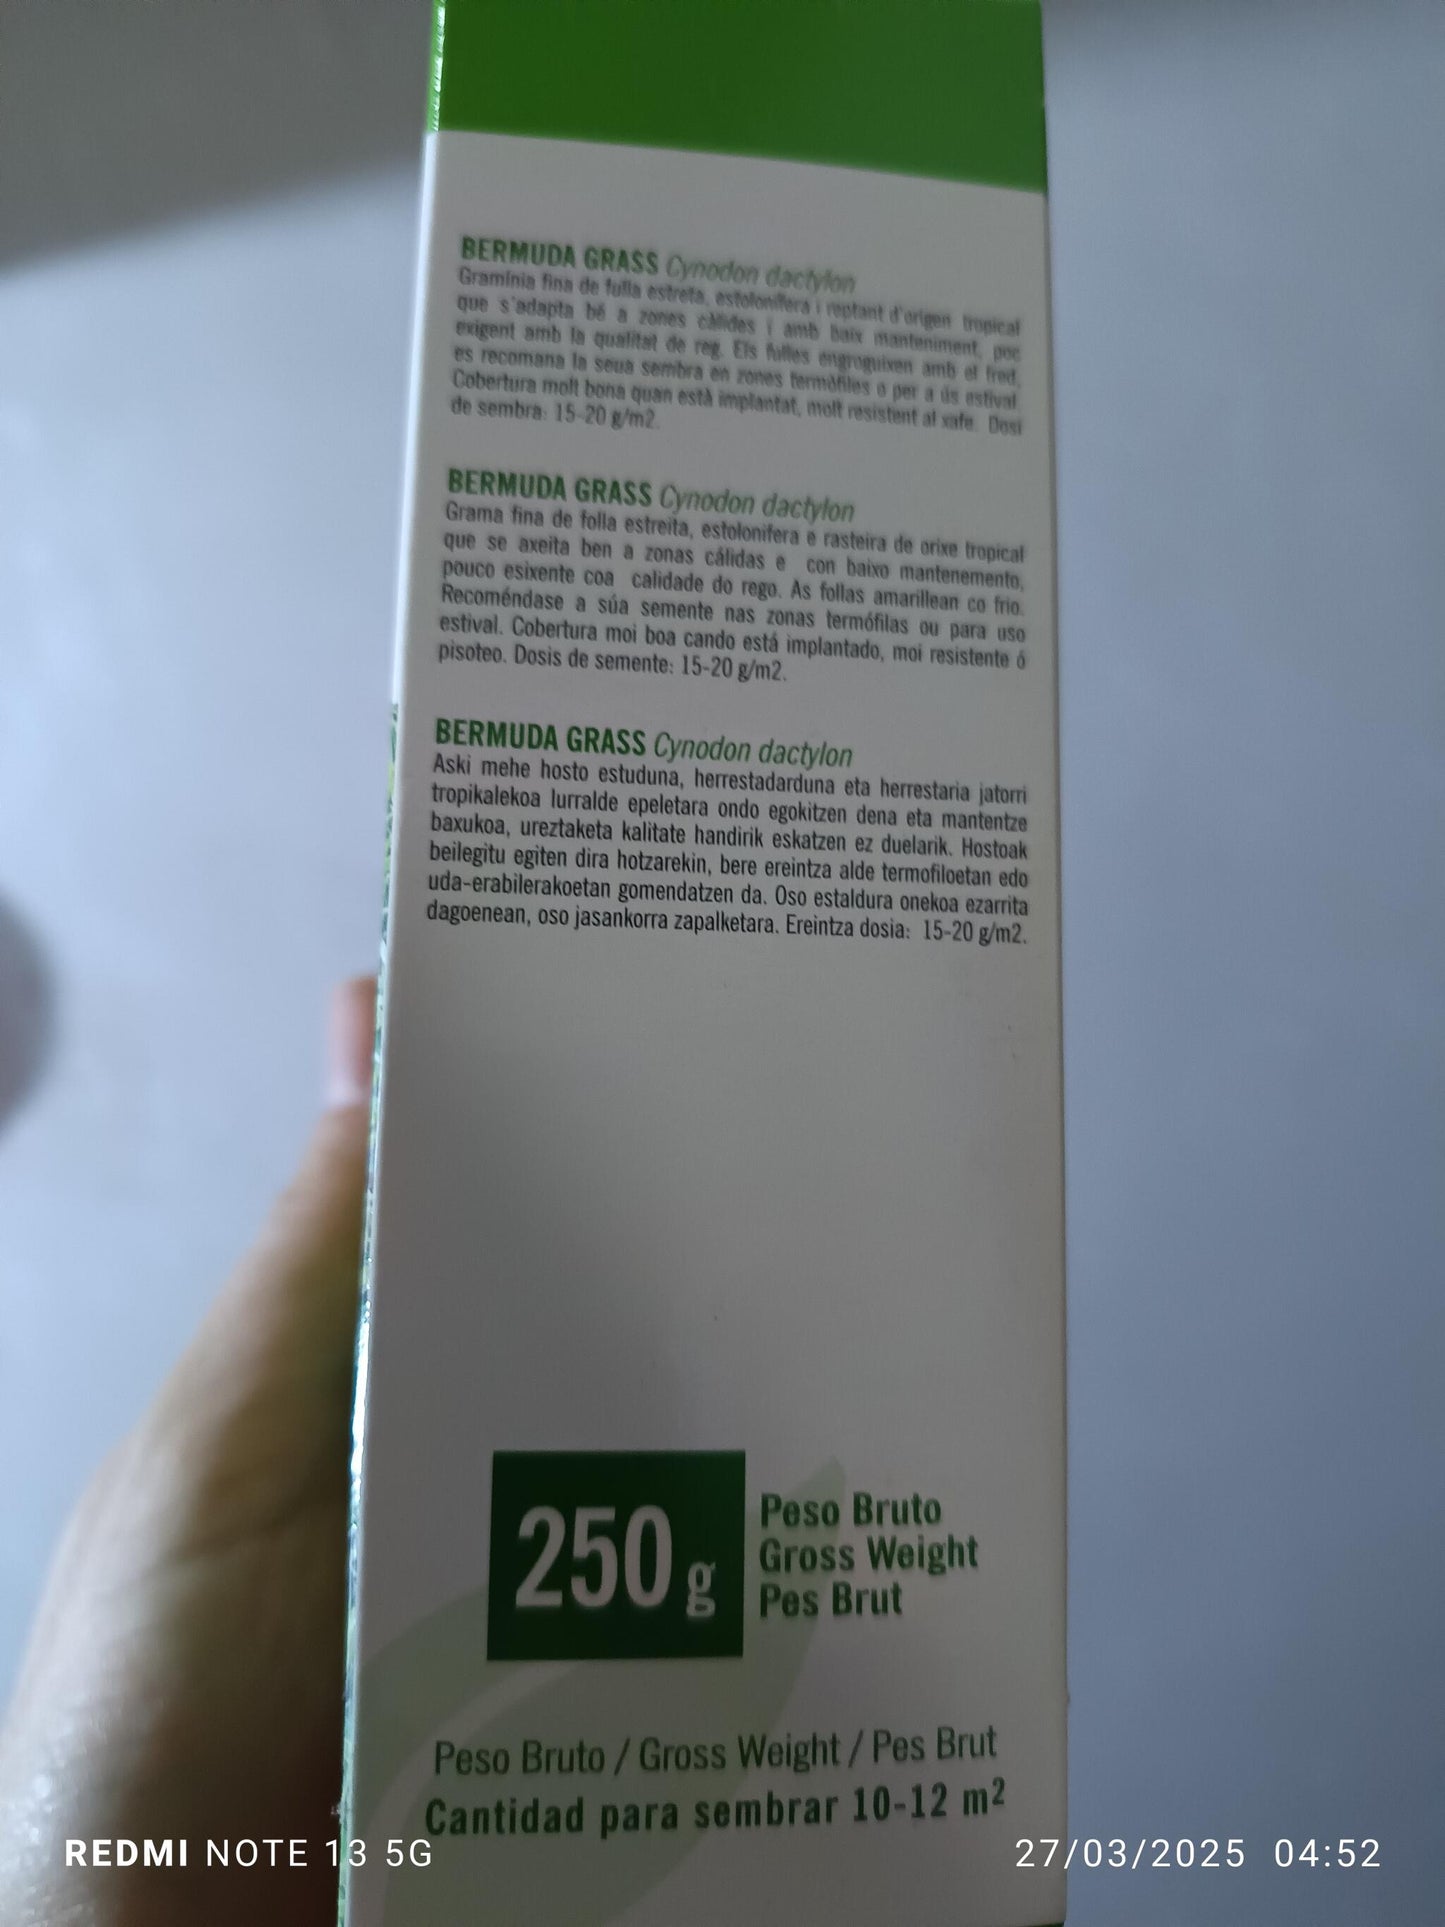 BERMUDA GRASS Cynodon dactylon
Gramínia fina de fulla estreta, estolonífera i reptant d'origen tropical
que s'adapta bé a zones càlides i amb baix manteniment, poc
exigent amb la qualitat de reg. Els fulles engroguixen amb el fred,
es recomana la seua sembra en zones termòfiles o per a ús estival.
Cobertura molt bona quan està implantat, molt resistent al xafe. Dosi
de sembra: 15-20 g/m2.
BERMUDA GRASS Cynodon dactylon
Grama fina de folla estreita, estolonifera e rasteira de orixe tropical
que se axeita ben a zonas cálidas e con baixo mantenemento,
pouco esixente coa calidade do rego. As follas amarillean co frio.
Recoméndase a súa semente nas zonas termófilas ou para uso
estival. Cobertura moi boa cando está implantado, moi resistente ó
pisoteo. Dosis de semente: 15-20 g/m2.
BERMUDA GRASS Cynodon dactylon
Aski mehe hosto estuduna, herrestadarduna eta herrestaria jatorri
tropikalekoa lurralde epeletara ondo egokitzen dena eta mantentze
baxukoa, ureztaketa kalitate handirik eskatzen ez duelarik. Hostoak
beilegitu egiten dira hotzarekin, bere ereintza alde termofiloetan edo
uda-erabilerakoetan gomendatzen da. Oso estaldura onekoa ezarrita
dagoenean, oso jasankorra zapalketara. Ereintza dosia: 15-20 g/m2.
250 g
Peso Bruto
Gross Weight
Pes Brut
Peso Bruto / Gross Weight / Pes Brut
Cantidad para sembrar 10-12 m²
REDMI NOTE 13 5G
27/03/2025 04:52